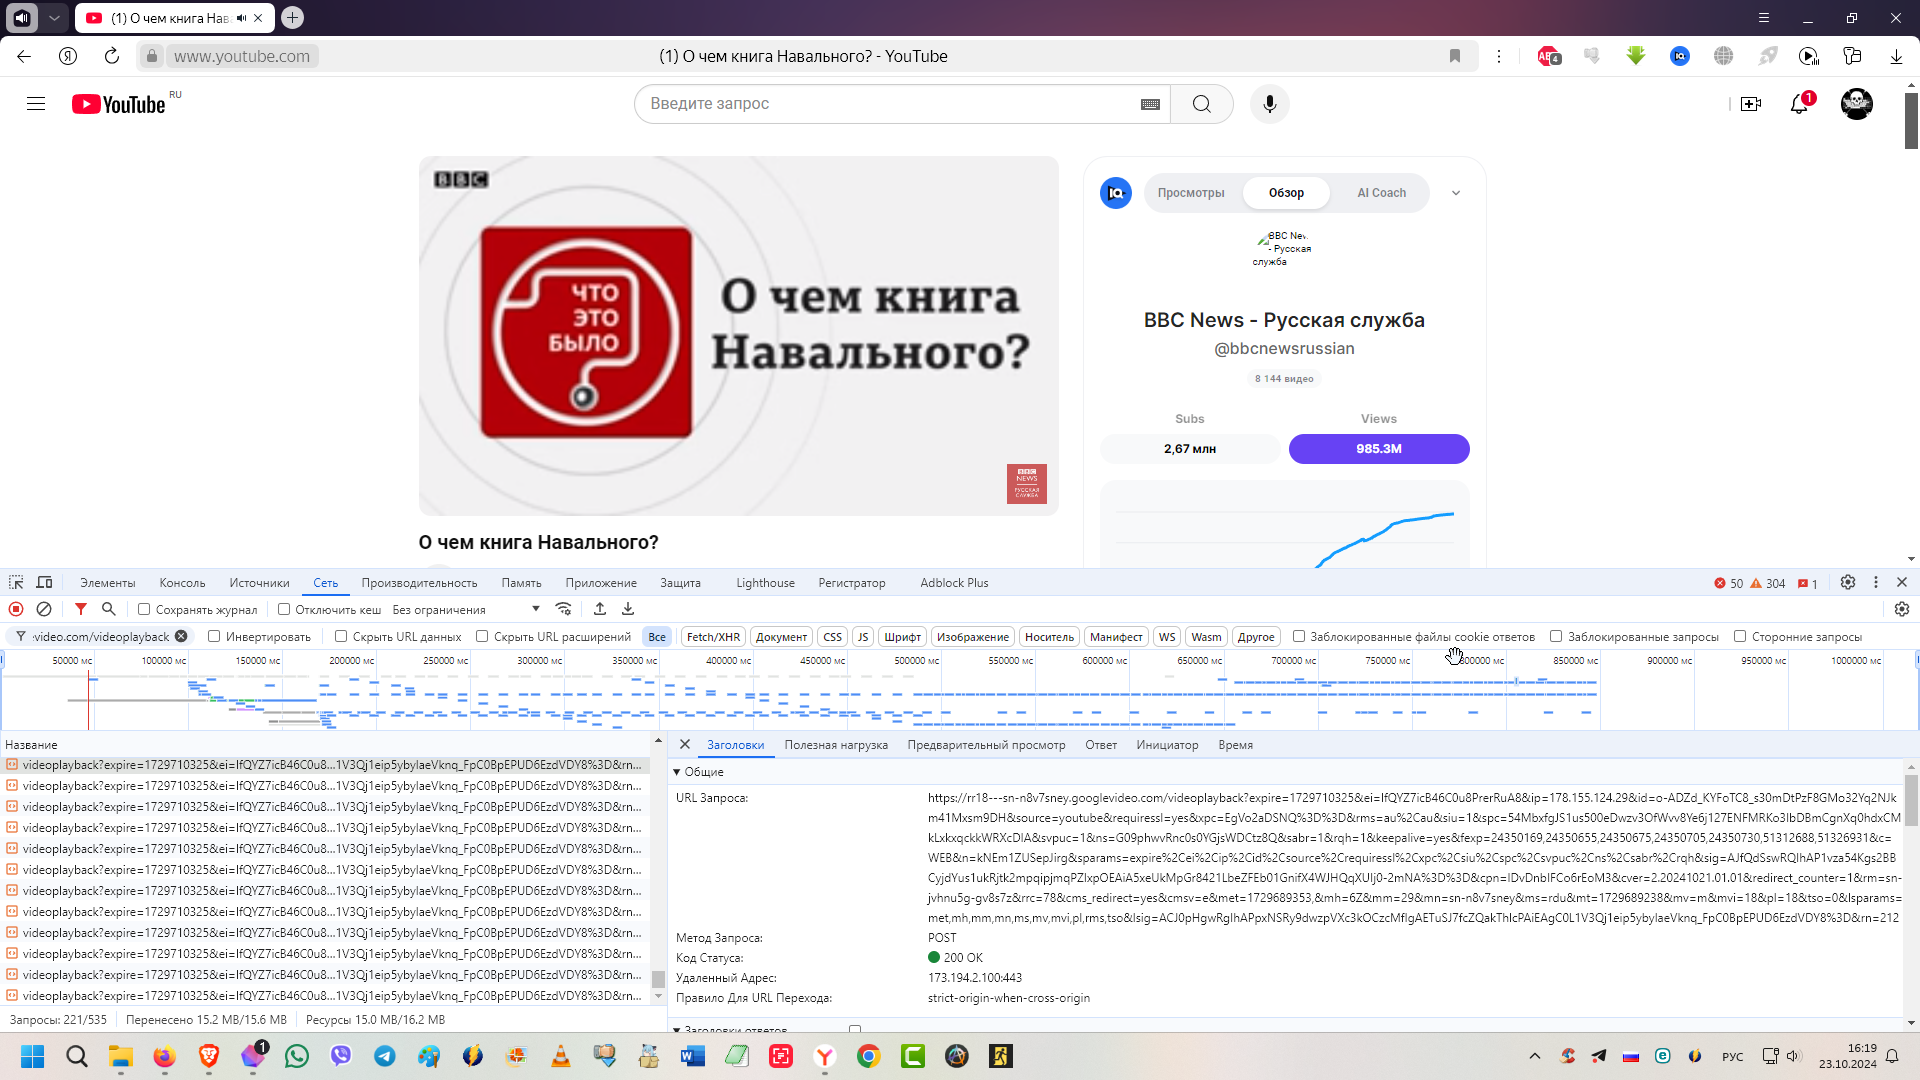 (1) О чем книга Нав
www.youtube.com
(1) О чем книга Навального? - YouTube
4
YouTube RU
Введите запрос
1
BBC
ЧТО
ЭТО
БЫЛО
О чем книга
Навального?
BBC
NEWS
РУССКАЯ
СЛУЖБА
О чем книга Навального?
Просмотры
Обзор
AI Coach
BBC New
- Русская
служба
BBC News - Русская служба
@bbcnewsrussian
8 144 видео
Subs
Views
2,67 млн
985.3M
Элементы
Консоль
Источники
Сеть
Производительность
Память
Приложение
Защита
Lighthouse
Регистратор
Adblock Plus
50
304
1
Сохранять журнал
Отключить кеш
Без ограничения
video.com/videoplayback
Инвертировать
Скрыть URL данных
Скрыть URL расширений
Все
Fetch/XHR
Документ
CSS
JS
Шрифт
Изображение
Носитель
Манифест
WS
Wasm
Другое
Заблокированные файлы cookie ответов
Заблокированные запросы
Сторонние запросы
50000 мс
100000 мс
150000 мс
200000 мс
250000 мс
300000 мс
350000 мс
400000 мс
450000 мс
500000 мс
550000 мс
600000 мс
650000 мс
700000 мс
750000 мс
800000 мс
850000 мс
900000 мс
950000 мс
1000000 мс
Название
videoplayback?expire=1729710325&ei=IfQYZ7icB46C0u8...1V3Qj1eip5ybylaeVknq_FpC0BpEPUD6EzdVDY8%3D&rn...
videoplayback?expire=1729710325&ei=IfQYZ7icB46C0u8...1V3Qj1eip5ybylaeVknq_FpC0BpEPUD6EzdVDY8%3D&rn...
videoplayback?expire=1729710325&ei=IfQYZ7icB46C0u8...1V3Qj1eip5ybylaeVknq_FpC0BpEPUD6EzdVDY8%3D&rn...
videoplayback?expire=1729710325&ei=IfQYZ7icB46C0u8...1V3Qj1eip5ybylaeVknq_FpC0BpEPUD6EzdVDY8%3D&rn...
videoplayback?expire=1729710325&ei=IfQYZ7icB46C0u8...1V3Qj1eip5ybylaeVknq_FpC0BpEPUD6EzdVDY8%3D&rn...
videoplayback?expire=1729710325&ei=IfQYZ7icB46C0u8...1V3Qj1eip5ybylaeVknq_FpC0BpEPUD6EzdVDY8%3D&rn...
videoplayback?expire=1729710325&ei=IfQYZ7icB46C0u8...1V3Qj1eip5ybylaeVknq_FpC0BpEPUD6EzdVDY8%3D&rn...
videoplayback?expire=1729710325&ei=IfQYZ7icB46C0u8...1V3Qj1eip5ybylaeVknq_FpC0BpEPUD6EzdVDY8%3D&rn...
videoplayback?expire=1729710325&ei=IfQYZ7icB46C0u8...1V3Qj1eip5ybylaeVknq_FpC0BpEPUD6EzdVDY8%3D&rn...
videoplayback?expire=1729710325&ei=IfQYZ7icB46C0u8...1V3Qj1eip5ybylaeVknq_FpC0BpEPUD6EzdVDY8%3D&rn...
videoplayback?expire=1729710325&ei=IfQYZ7icB46C0u8...1V3Qj1eip5ybylaeVknq_FpC0BpEPUD6EzdVDY8%3D&rn...
videoplayback?expire=1729710325&ei=IfQYZ7icB46C0u8...1V3Qj1eip5ybylaeVknq_FpC0BpEPUD6EzdVDY8%3D&rn...
Запросы: 221/535
Перенесено 15.2 MB/15.6 MB
Ресурсы 15.0 MB/16.2 MB
Заголовки
Полезная нагрузка
Предварительный просмотр
Ответ
Инициатор
Время
Общие
URL Запроса:
https://rr18---sn-n8v7sney.googlevideo.com/videoplayback?expire=1729710325&ei=IfQYZ7icB46C0u8PrerRuA8&ip=178.155.124.29&id=o-ADZd_KYFoTC8_s30mDtPzF8GMo32Yq2NJk
m41Mxsm9DH&source=youtube&requiressl=yes&xpc=EgVo2aDSNQ%3D%3D&rms=au%2Cau&siu=1&spc=54MbxfgJS1us500eDwzv3OfWvv8Ye6j127ENFMRKo3IbDBmCgnXq0hdxCM
kLxkxqckkWRXcDIA&svpuc=1&ns=G09phwvRnc0s0YGjsWDCtz8Q&sabr=1&rqh=1&keepalive=yes&fexp=24350169,24350655,24350675,24350705,24350730,51312688,51326931&c=
WEB&n=kNEm1ZUSepJirg&sparams=expire%2Cei%2Cip%2Cid%2Csource%2Crequiressl%2Cxpc%2Csiu%2Cspc%2Csvpuc%2Cns%2Csabr%2Crqh&sig=AJfQdSswRQIhAP1vza54Kgs2BB
CyjdYus1ukRjtk2mpqipjmqPZIxpOEAiA5xeUkMpGr8421LbeZFEb01GnifX4WJHQqXUIj0-2mNA%3D%3D&cpn=IDvDnbIFCo6rEoM3&cver=2.20241021.01.01&redirect_counter=1&rm=sn-
jvhnu5g-gv8s7z&rrc=78&cms_redirect=yes&cmsv=e&met=1729689353,&mh=6Z&mm=29&mn=sn-n8v7sney&ms=rdu&mt=1729689238&mv=m&mvi=18&pl=18&tso=0&lsparams=
met,mh,mm,mn,ms,mv,mvi,pl,rms,tso&lsig=ACJ0pHgwRgIhAPpxNSRy9dwzpVXc3kOCzcMflgAETuSJ7fcZQakThIcPAiEAgC0L1V3Qj1eip5ybylaeVknq_FpC0BpEPUD6EzdVDY8%3D&rn=212
Метод Запроса:
POST
Код Статуса:
200 OK
Удаленный Адрес:
173.194.2.100:443
Правило Для URL Перехода:
strict-origin-when-cross-origin
Заголовки ответов
1
РУС
16:19
23.10.2024